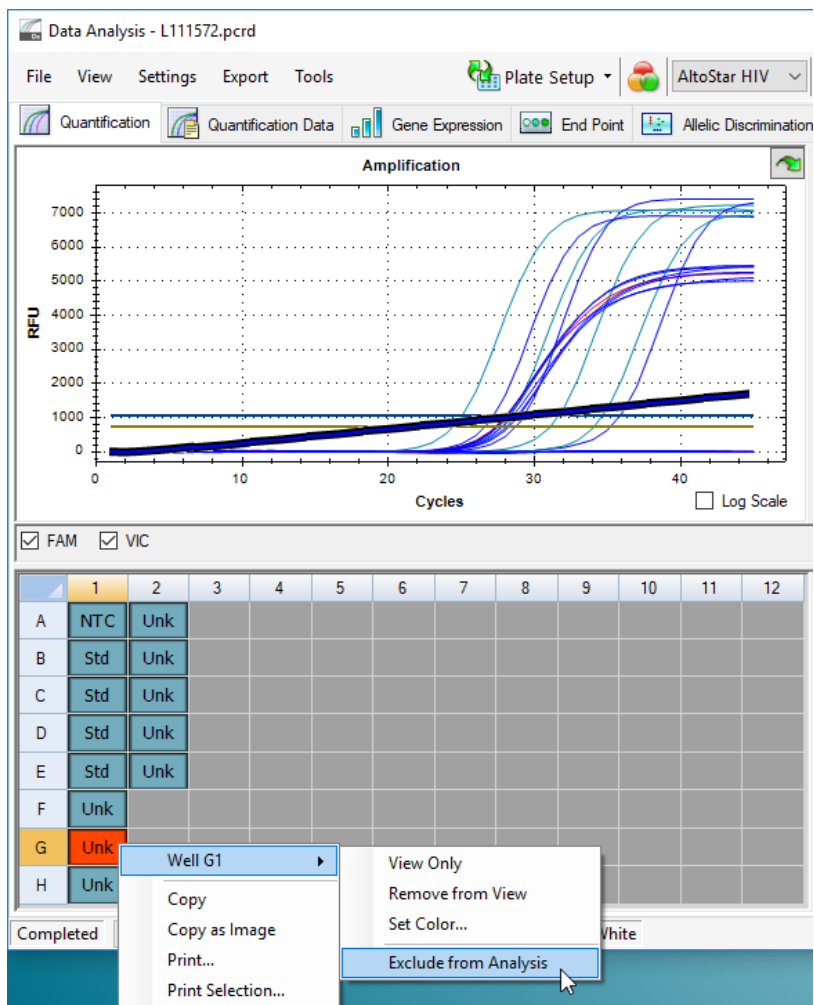 Data Analysis - L111572.pcrd
File View Settings Export Tools Plate Setup AltoStar HIV
Quantification Quantification Data Gene Expression End Point Allelic Discrimination
Amplification
7000
6000
5000
4000
3000
2000
1000
0
RFU
0 10 20 30 40
Cycles
Log Scale
FAM VIC
1 2 3 4 5 6 7 8 9 10 11 12
A NTC Unk
B Std Unk
C Std Unk
D Std Unk
E Std Unk
F Unk
G Unk
H Unk
Well G1
Copy
Copy as Image
Print...
Print Selection...
View Only
Remove from View
Set Color...
Exclude from Analysis
Completed